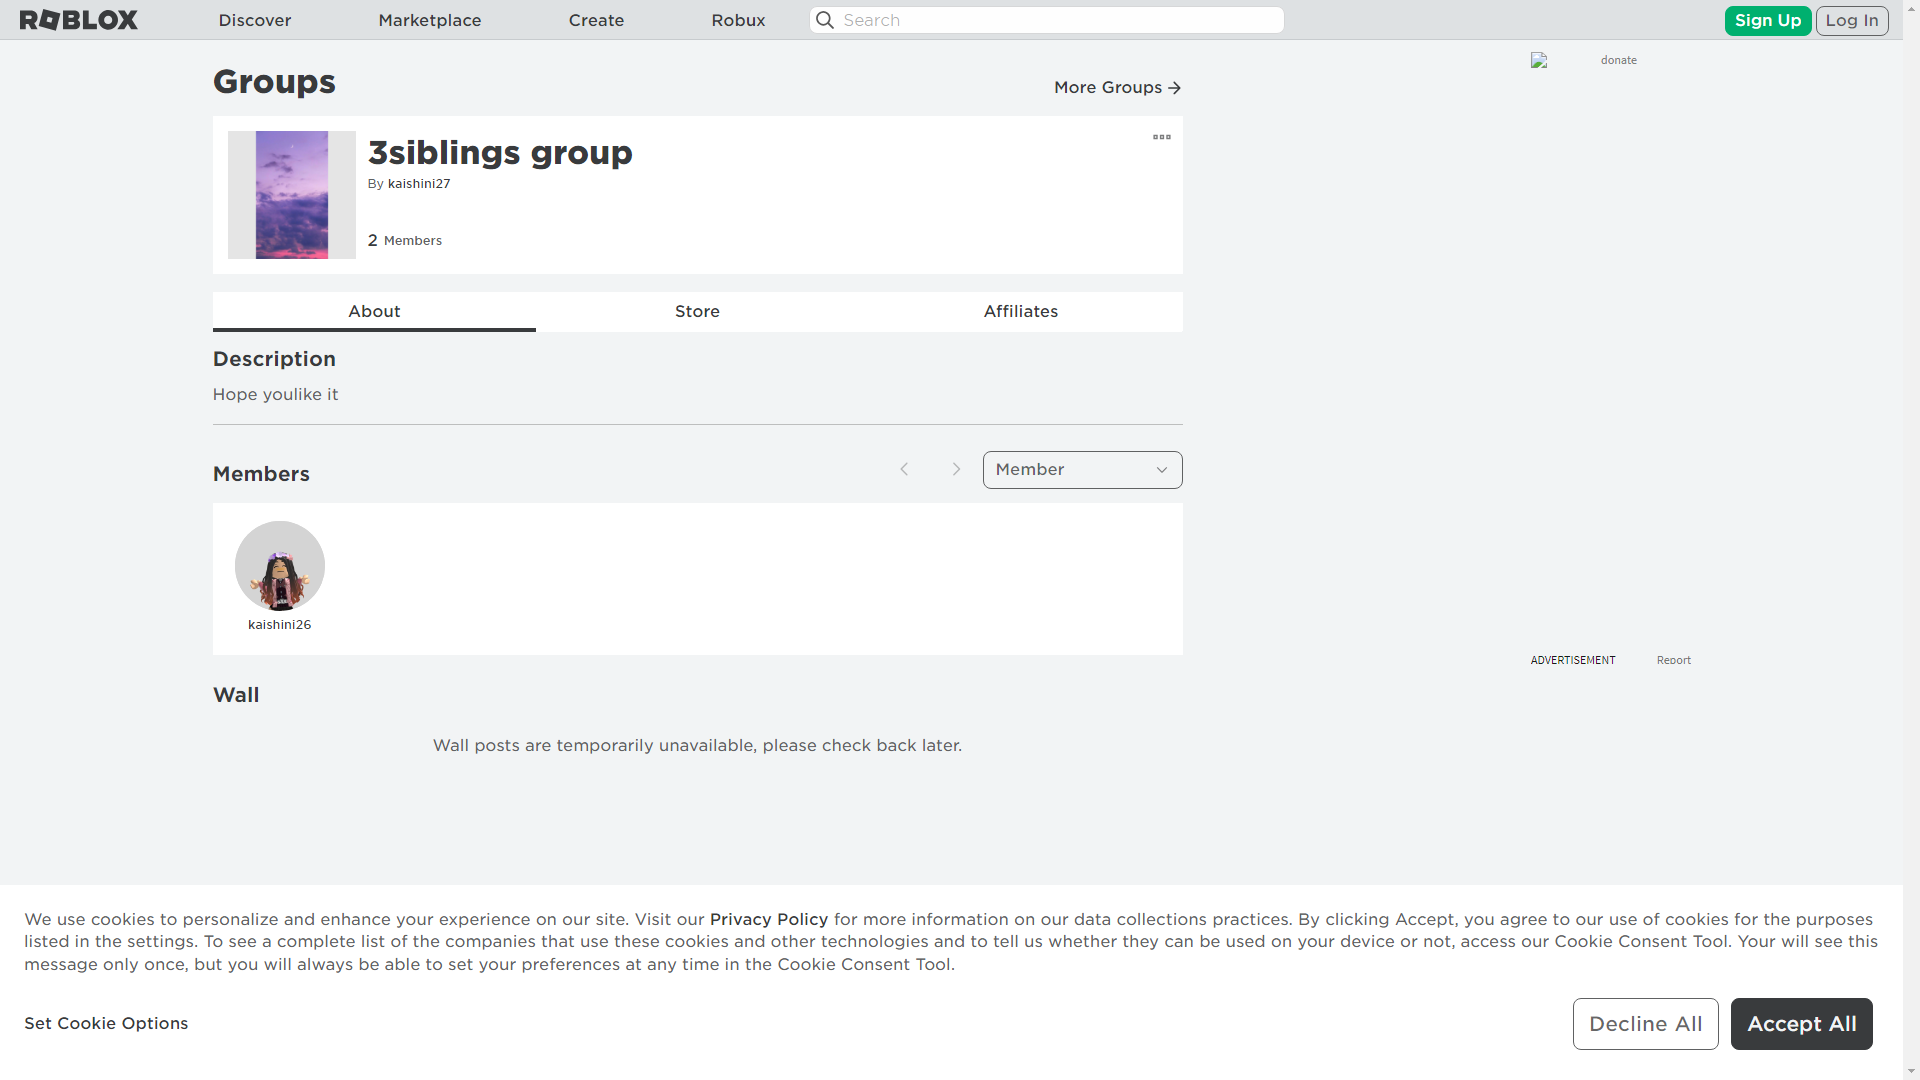 ROBLOX
Discover
Marketplace
Create
Robux
Search
Sign Up
Log In
donate
Groups
More Groups
3siblings group
By kaishini27
2 Members
About
Store
Affiliates
Description
Hope youlike it
Members
Member
kaishini26
ADVERTISEMENT
Report
Wall
Wall posts are temporarily unavailable, please check back later.
We use cookies to personalize and enhance your experience on our site. Visit our Privacy Policy for more information on our data collections practices. By clicking Accept, you agree to our use of cookies for the purposes
listed in the settings. To see a complete list of the companies that use these cookies and other technologies and to tell us whether they can be used on your device or not, access our Cookie Consent Tool. Your will see this
message only once, but you will always be able to set your preferences at any time in the Cookie Consent Tool.
Set Cookie Options
Decline All
Accept All